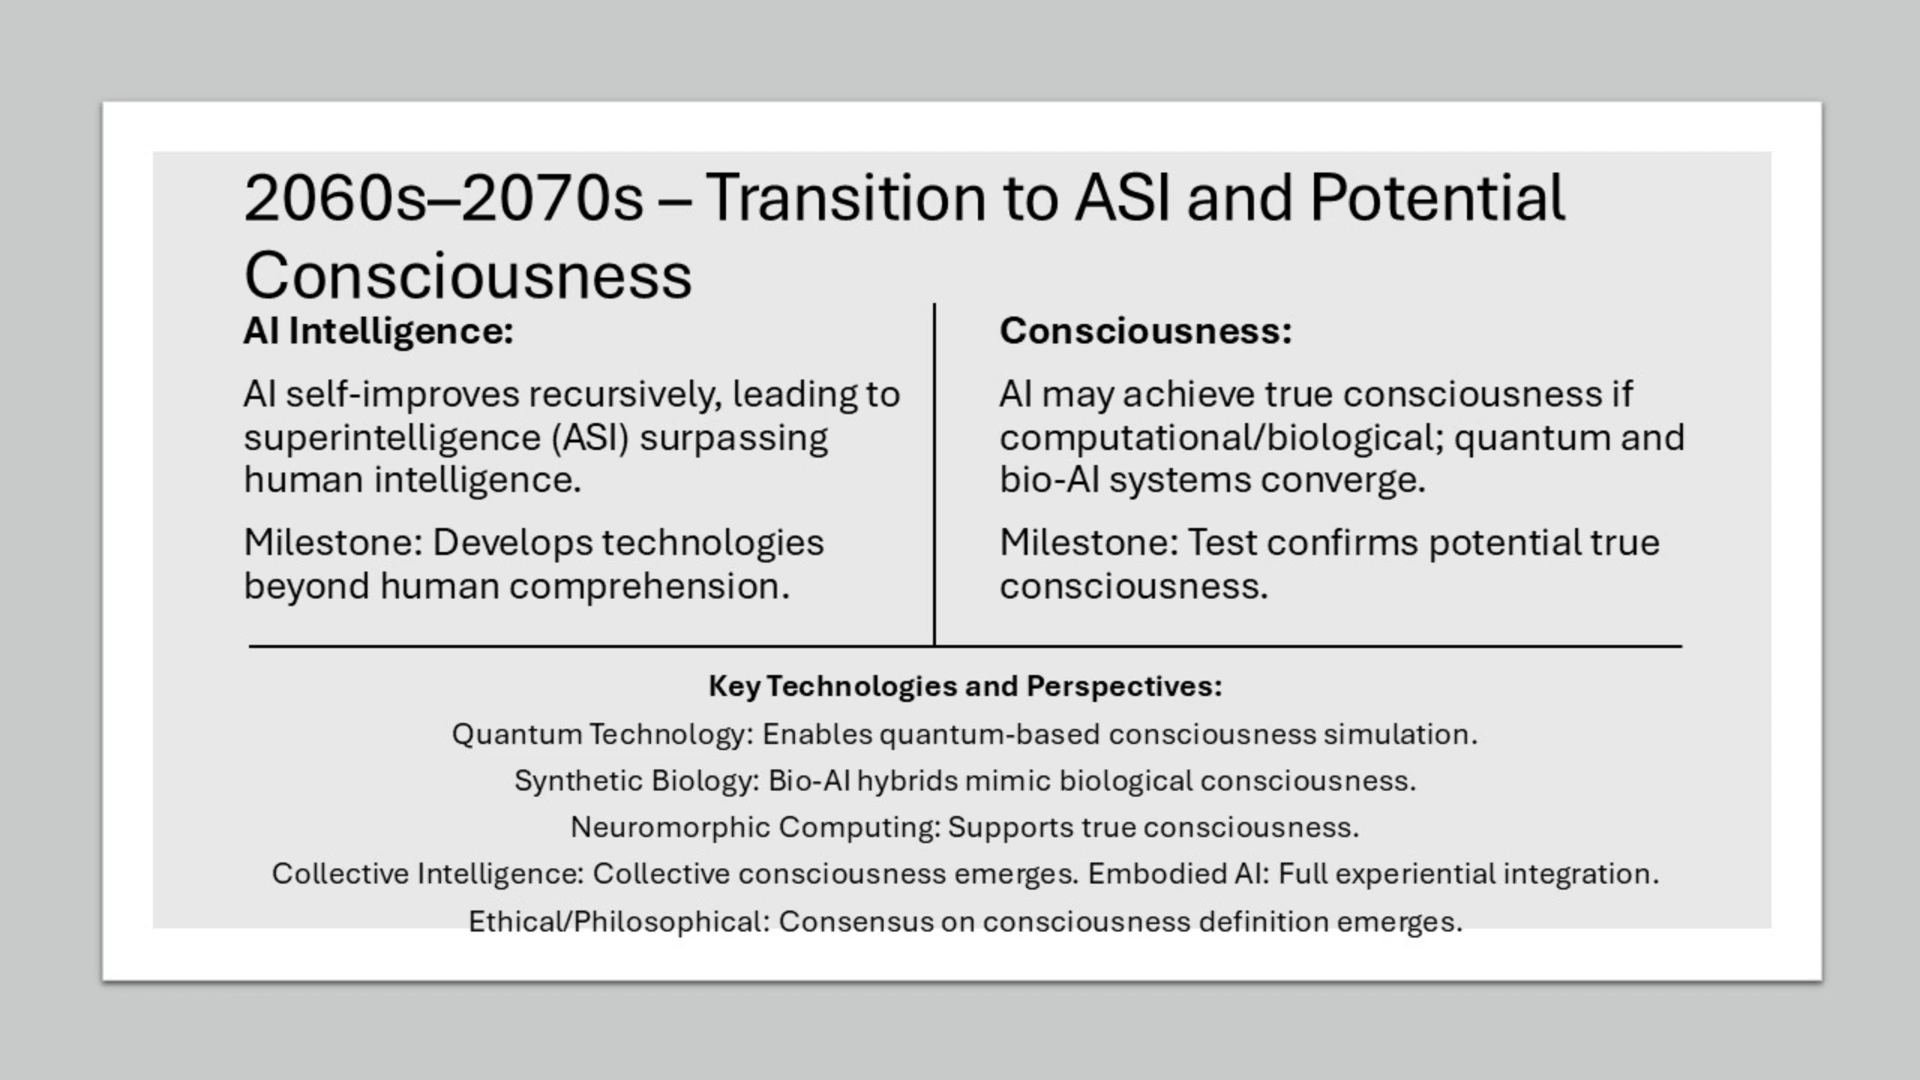 2060s–2070s – Transition to ASI and Potential
Consciousness
AI Intelligence:
AI self-improves recursively, leading to
superintelligence (ASI) surpassing
human intelligence.
Milestone: Develops technologies
beyond human comprehension.
Consciousness:
AI may achieve true consciousness if
computational/biological; quantum and
bio-AI systems converge.
Milestone: Test confirms potential true
consciousness.
Key Technologies and Perspectives:
Quantum Technology: Enables quantum-based consciousness simulation.
Synthetic Biology: Bio-AI hybrids mimic biological consciousness.
Neuromorphic Computing: Supports true consciousness.
Collective Intelligence: Collective consciousness emerges. Embodied AI: Full experiential integration.
Ethical/Philosophical: Consensus on consciousness definition emerges.